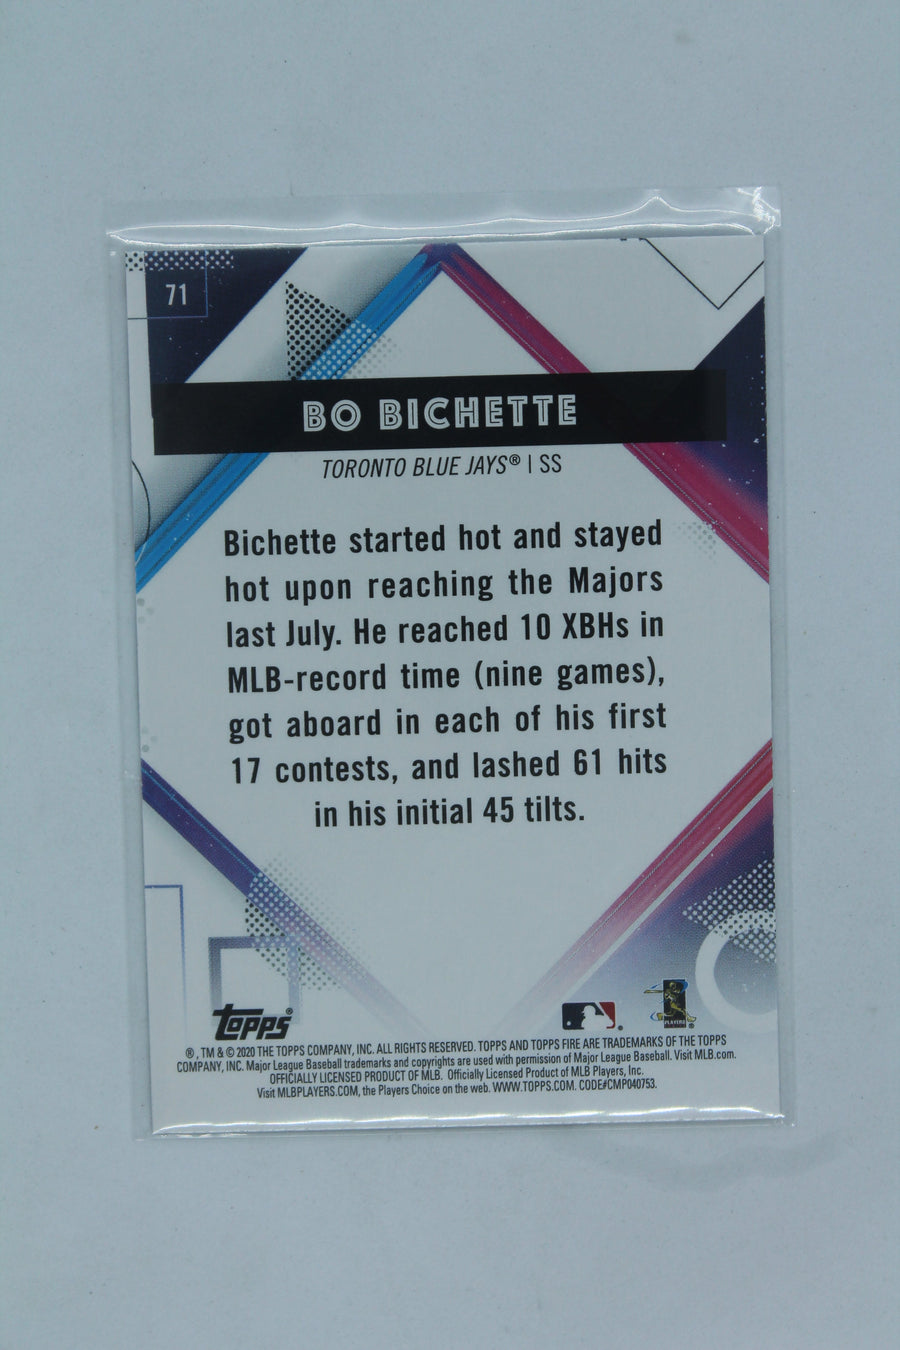 71
BO BICHETTE
TORONTO BLUE JAYS® | SS
Bichette started hot and stayed
hot upon reaching the Majors
last July. He reached 10 XBHs in
MLB-record time (nine games),
got aboard in each of his first
17 contests, and lashed 61 hits
in his initial 45 tilts.
topps®
PLAYERS
®, TM & © 2020 THE TOPPS COMPANY, INC. ALL RIGHTS RESERVED. TOPPS AND TOPPS FIRE ARE TRADEMARKS OF THE TOPPS
COMPANY, INC. Major League Baseball trademarks and copyrights are used with permission of Major League Baseball. Visit MLB.com.
OFFICIALLY LICENSED PRODUCT OF MLB. Officially Licensed Product of MLB Players, Inc.
Visit MLBPLAYERS.COM, the Players Choice on the web. WWW.TOPPS.COM. CODE#CMP040753.